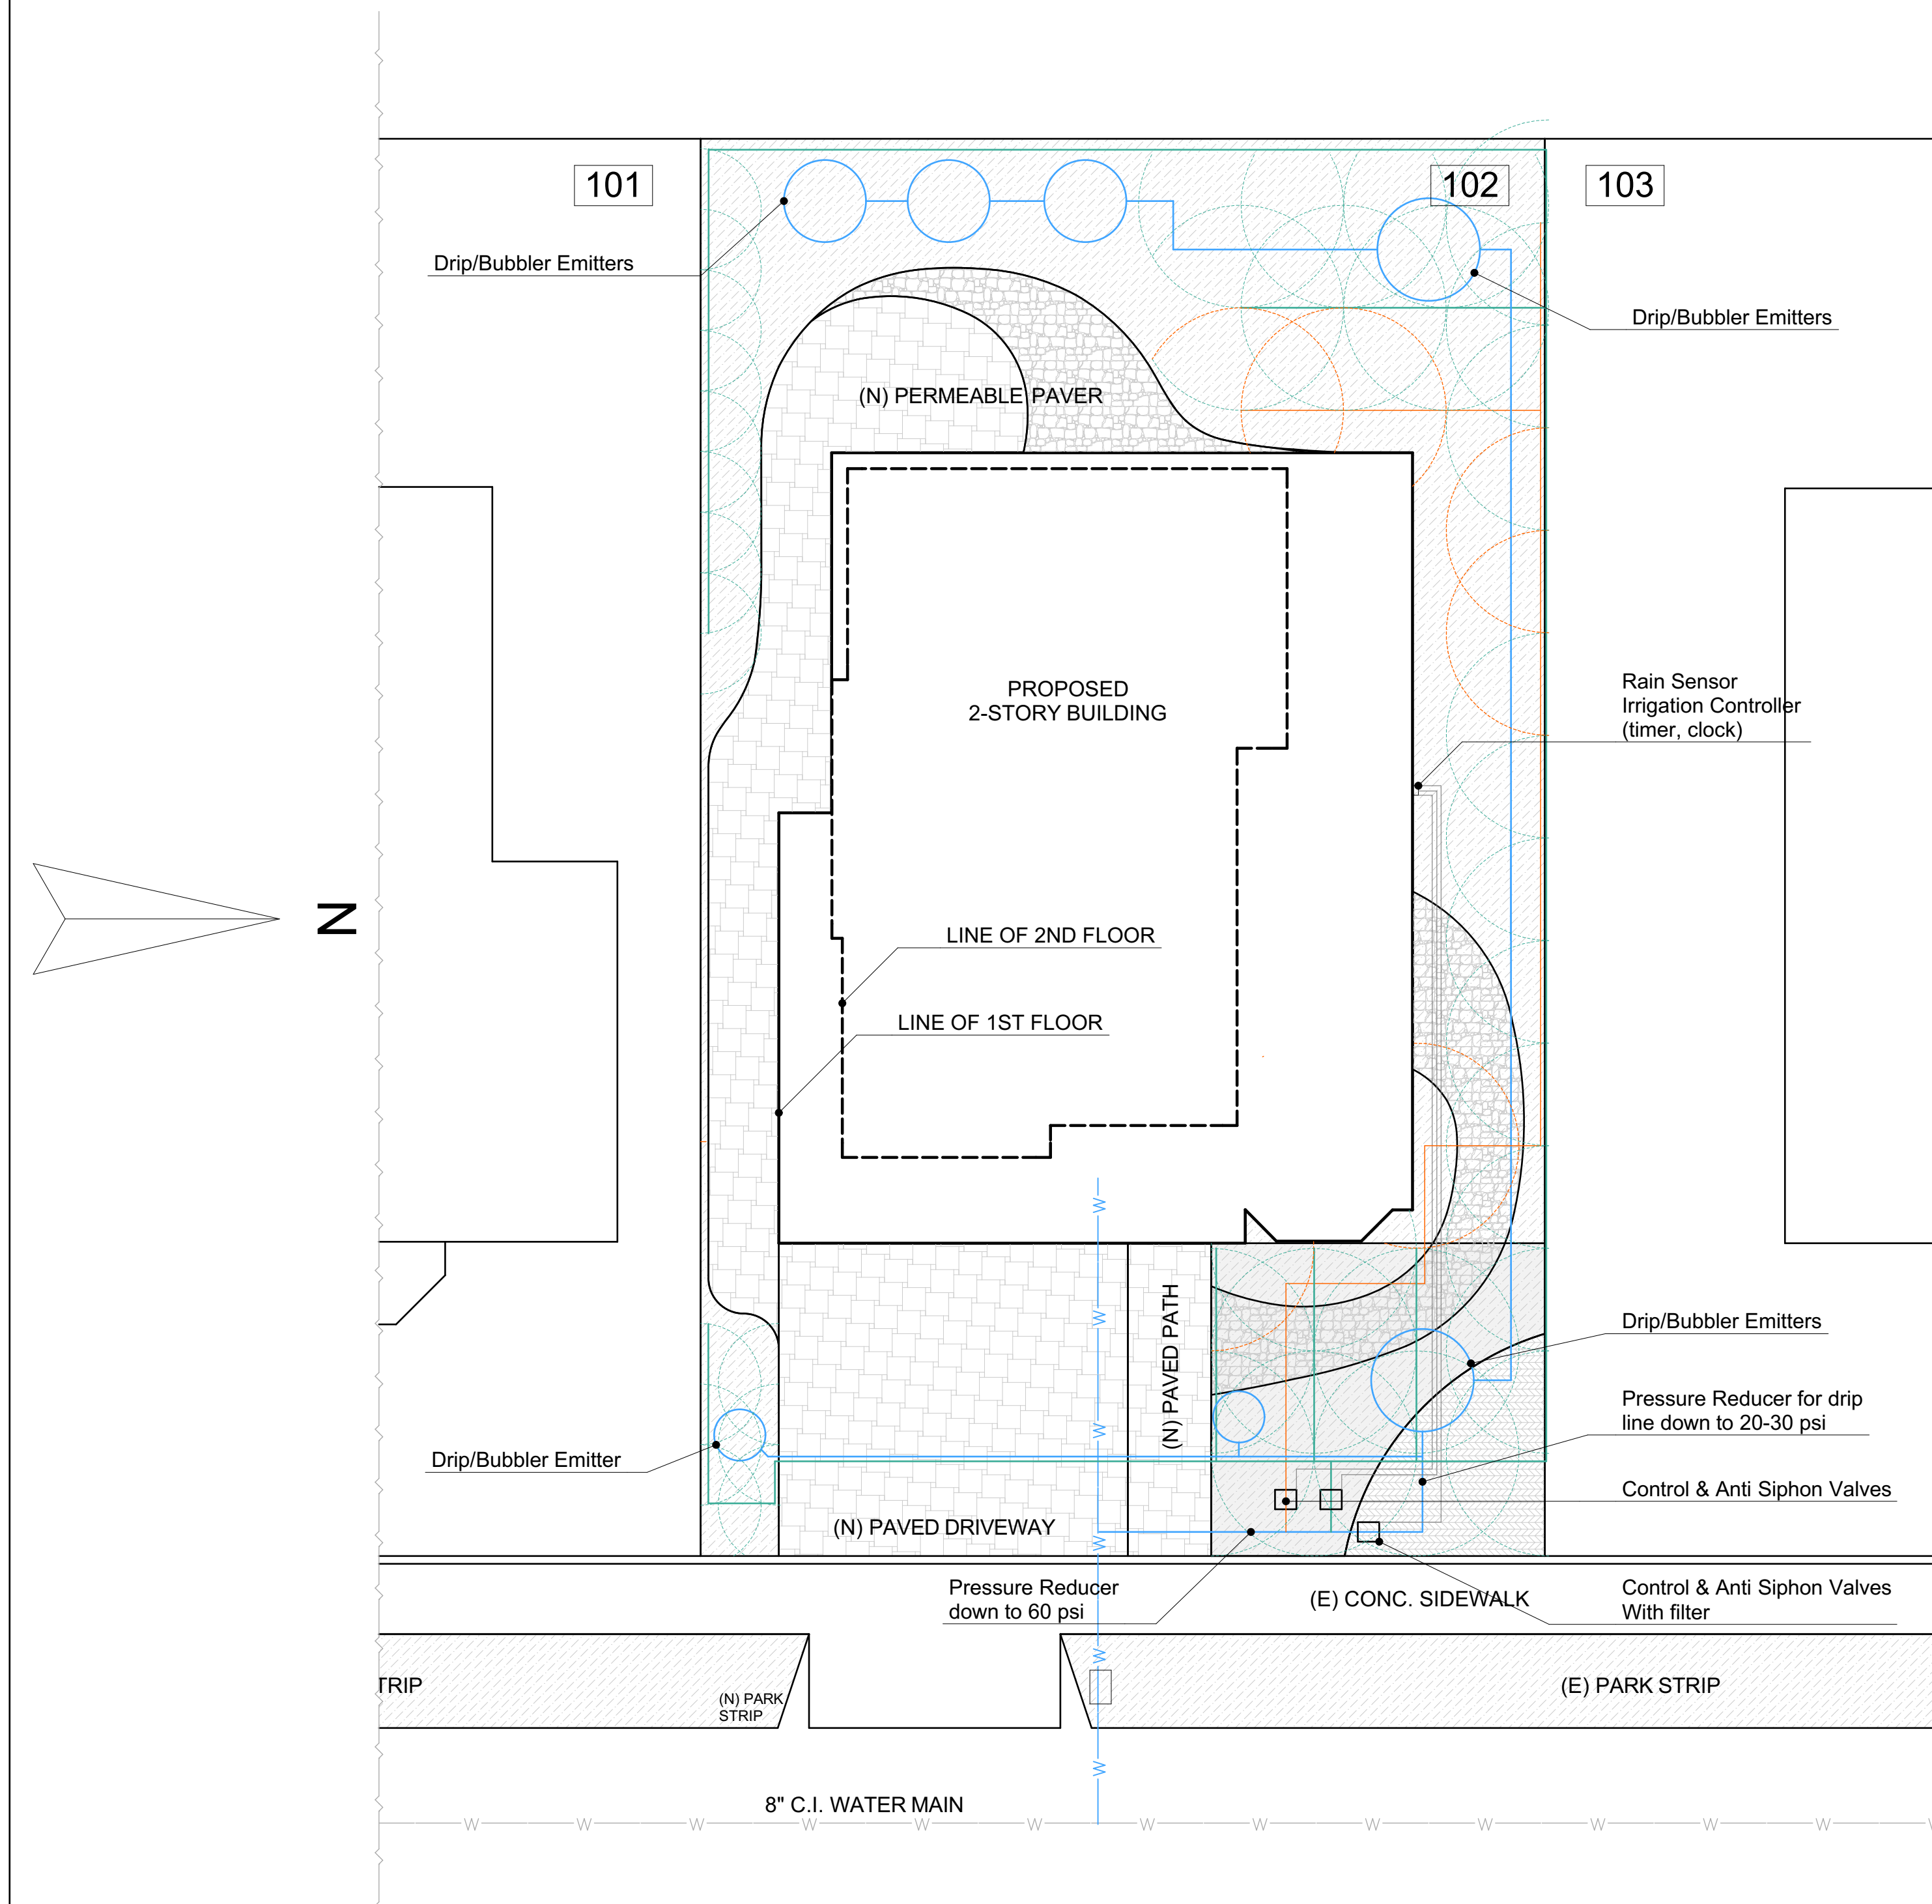 101
102
103
Drip/Bubbler Emitters
Drip/Bubbler Emitters
(N) PERMEABLE PAVER
PROPOSED
2-STORY BUILDING
Rain Sensor
Irrigation Controller
(timer, clock)
N
LINE OF 2ND FLOOR
LINE OF 1ST FLOOR
W
W
W
(N) PAVED PATH
Drip/Bubbler Emitters
Pressure Reducer for drip
line down to 20-30 psi
Drip/Bubbler Emitter
Control & Anti Siphon Valves
(N) PAVED DRIVEWAY
W
Pressure Reducer
down to 60 psi
(E) CONC. SIDEWALK
Control & Anti Siphon Valves
With filter
W
TRIP
(N) PARK
STRIP
(E) PARK STRIP
W
8" C.I. WATER MAIN
W W W W W W W W W W W W W